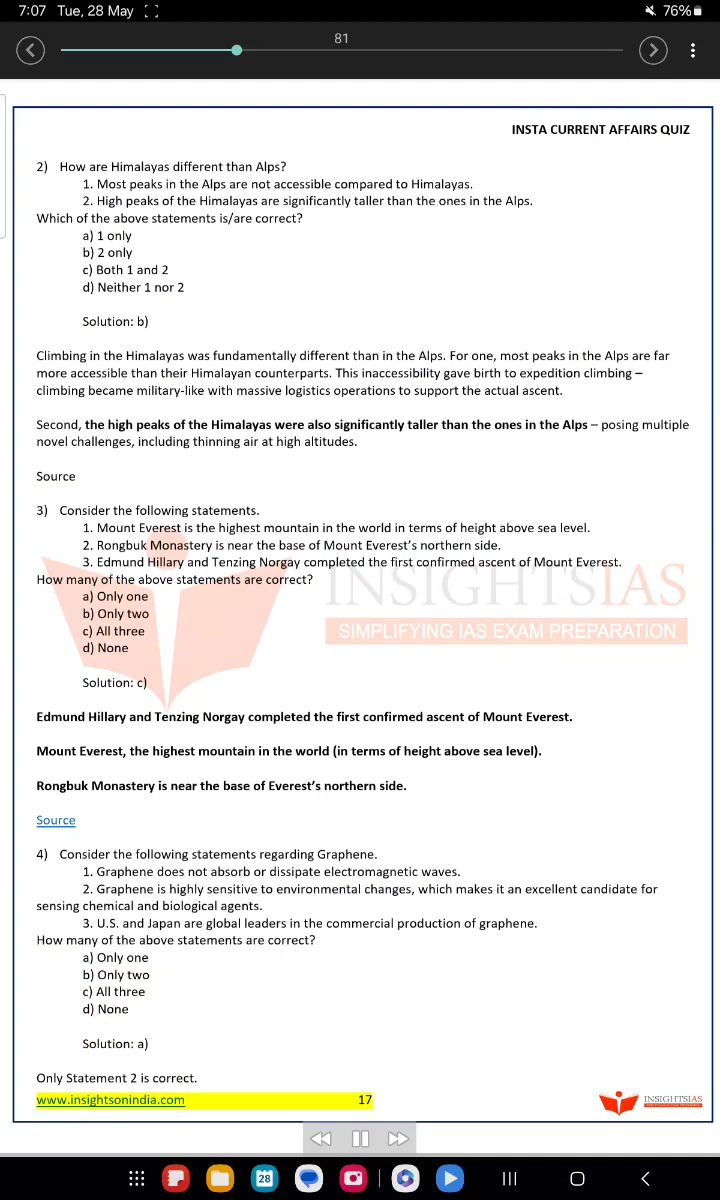 7:07 Tue, 28 May
76%
81
INSTA CURRENT AFFAIRS QUIZ
2) How are Himalayas different than Alps?
1. Most peaks in the Alps are not accessible compared to Himalayas.
2. High peaks of the Himalayas are significantly taller than the ones in the Alps.
Which of the above statements is/are correct?
a) 1 only
b) 2 only
c) Both 1 and 2
d) Neither 1 nor 2
Solution: b)
Climbing in the Himalayas was fundamentally different than in the Alps. For one, most peaks in the Alps are far
more accessible than their Himalayan counterparts. This inaccessibility gave birth to expedition climbing –
climbing became military-like with massive logistics operations to support the actual ascent.
Second, the high peaks of the Himalayas were also significantly taller than the ones in the Alps – posing multiple
novel challenges, including thinning air at high altitudes.
Source
3) Consider the following statements.
1. Mount Everest is the highest mountain in the world in terms of height above sea level.
2. Rongbuk Monastery is near the base of Mount Everest's northern side.
3. Edmund Hillary and Tenzing Norgay completed the first confirmed ascent of Mount Everest.
How many of the above statements are correct?
a) Only one
b) Only two
c) All three
d) None
INSIGHTSIAS
SIMPLIFYING IAS EXAM PREPARATION
Solution: c)
Edmund Hillary and Tenzing Norgay completed the first confirmed ascent of Mount Everest.
Mount Everest, the highest mountain in the world (in terms of height above sea level).
Rongbuk Monastery is near the base of Everest's northern side.
Source
4) Consider the following statements regarding Graphene.
1. Graphene does not absorb or dissipate electromagnetic waves.
2. Graphene is highly sensitive to environmental changes, which makes it an excellent candidate for
sensing chemical and biological agents.
3. U.S. and Japan are global leaders in the commercial production of graphene.
How many of the above statements are correct?
a) Only one
b) Only two
c) All three
d) None
Solution: a)
Only Statement 2 is correct.
www.insightsonindia.com 17
INSIGHTSIAS
28